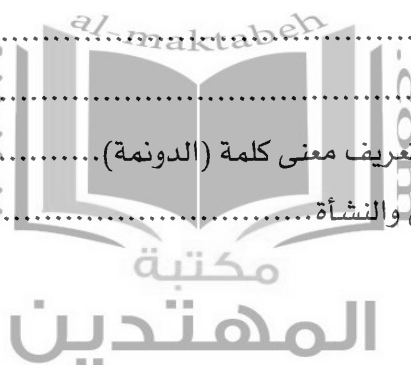 al-maktabeh
تعريف معنى كلمة (الدونمة)..........
والنشأة....................
مكتبة
المهتدين